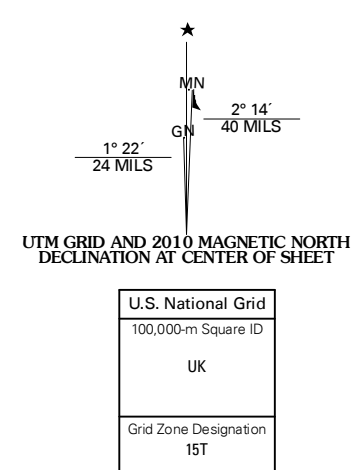 MN
2° 14´
40 MILS
GN
1° 22´
24 MILS
UTM GRID AND 2010 MAGNETIC NORTH
DECLINATION AT CENTER OF SHEET
U.S. National Grid
100,000-m Square ID
UK
Grid Zone Designation
15T